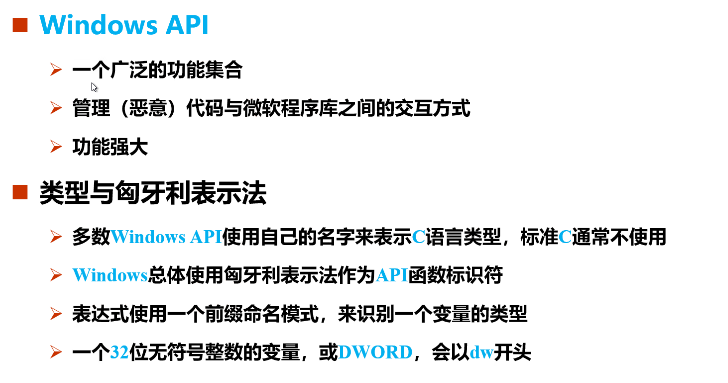 Windows API
一个广泛的功能集合
管理（恶意）代码与微软程序库之间的交互方式
功能强大
类型与匈牙利表示法
多数Windows API使用自己的名字来表示C语言类型，标准C通常不使用
Windows总体使用匈牙利表示法作为API函数标识符
表达式使用一个前缀命名模式，来识别一个变量的类型
一个32位无符号整数的变量，或DWORD，会以dw开头